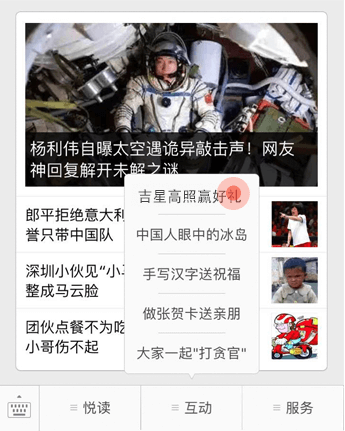 杨利伟自曝太空遇诡异敲击声！网友
神回复解开未解之谜
郎平拒绝意大利
誉只带中国队
深圳小伙见“小马
整成马云脸
团伙点餐不为吃
小哥伤不起
吉星高照赢好礼
中国人眼中的冰岛
手写汉字送祝福
做张贺卡送亲朋
大家一起"打贪官"
悦读
互动
服务